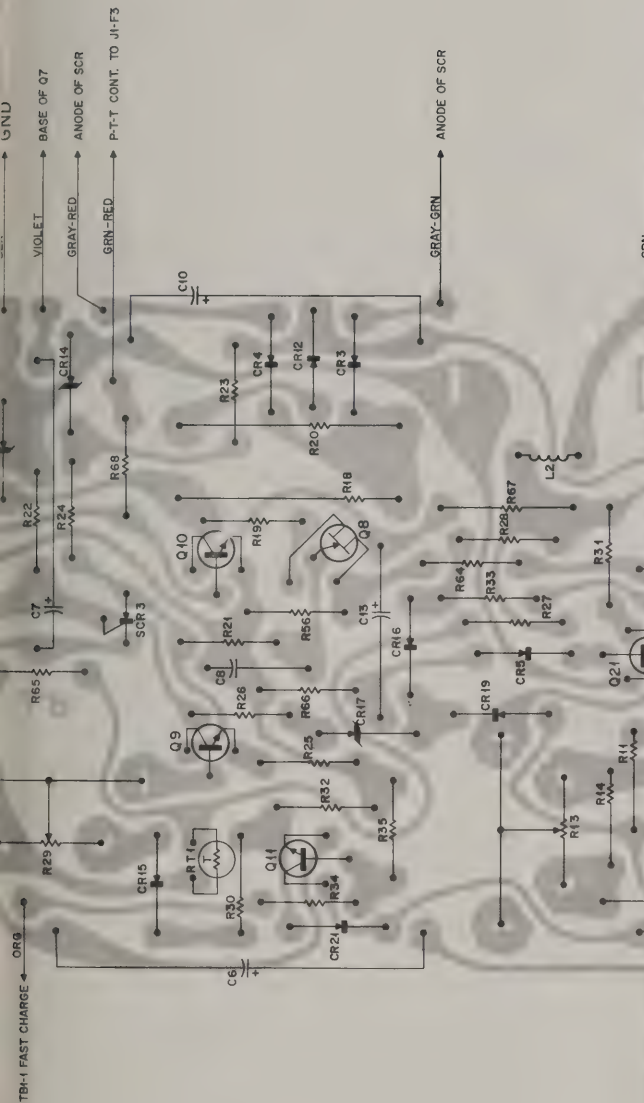 GND
BASE OF Q7
ANODE OF SCR
P-T-T CONT. TO J1-F3
VIOLET
GRAY-RED
GRN-RED
C10
CR14
R22
R24
R68
C7
SCR 3
R65
R23
CR4
CR12
CR3
R20
R18
Q10
R19
Q8
GRAY-GRN
ANODE OF SCR
R21
C8
R56
C13
CR16
R26
R66
CR17
Q9
R25
R32
R35
R29
CR15
RT1
T
R30
Q11
R34
CR21
C6
ORG
TB1-1 FAST CHARGE
L2
R67
R28
R64
R33
R27
CR5
CR19
R31
Q21
R11
R14
R13